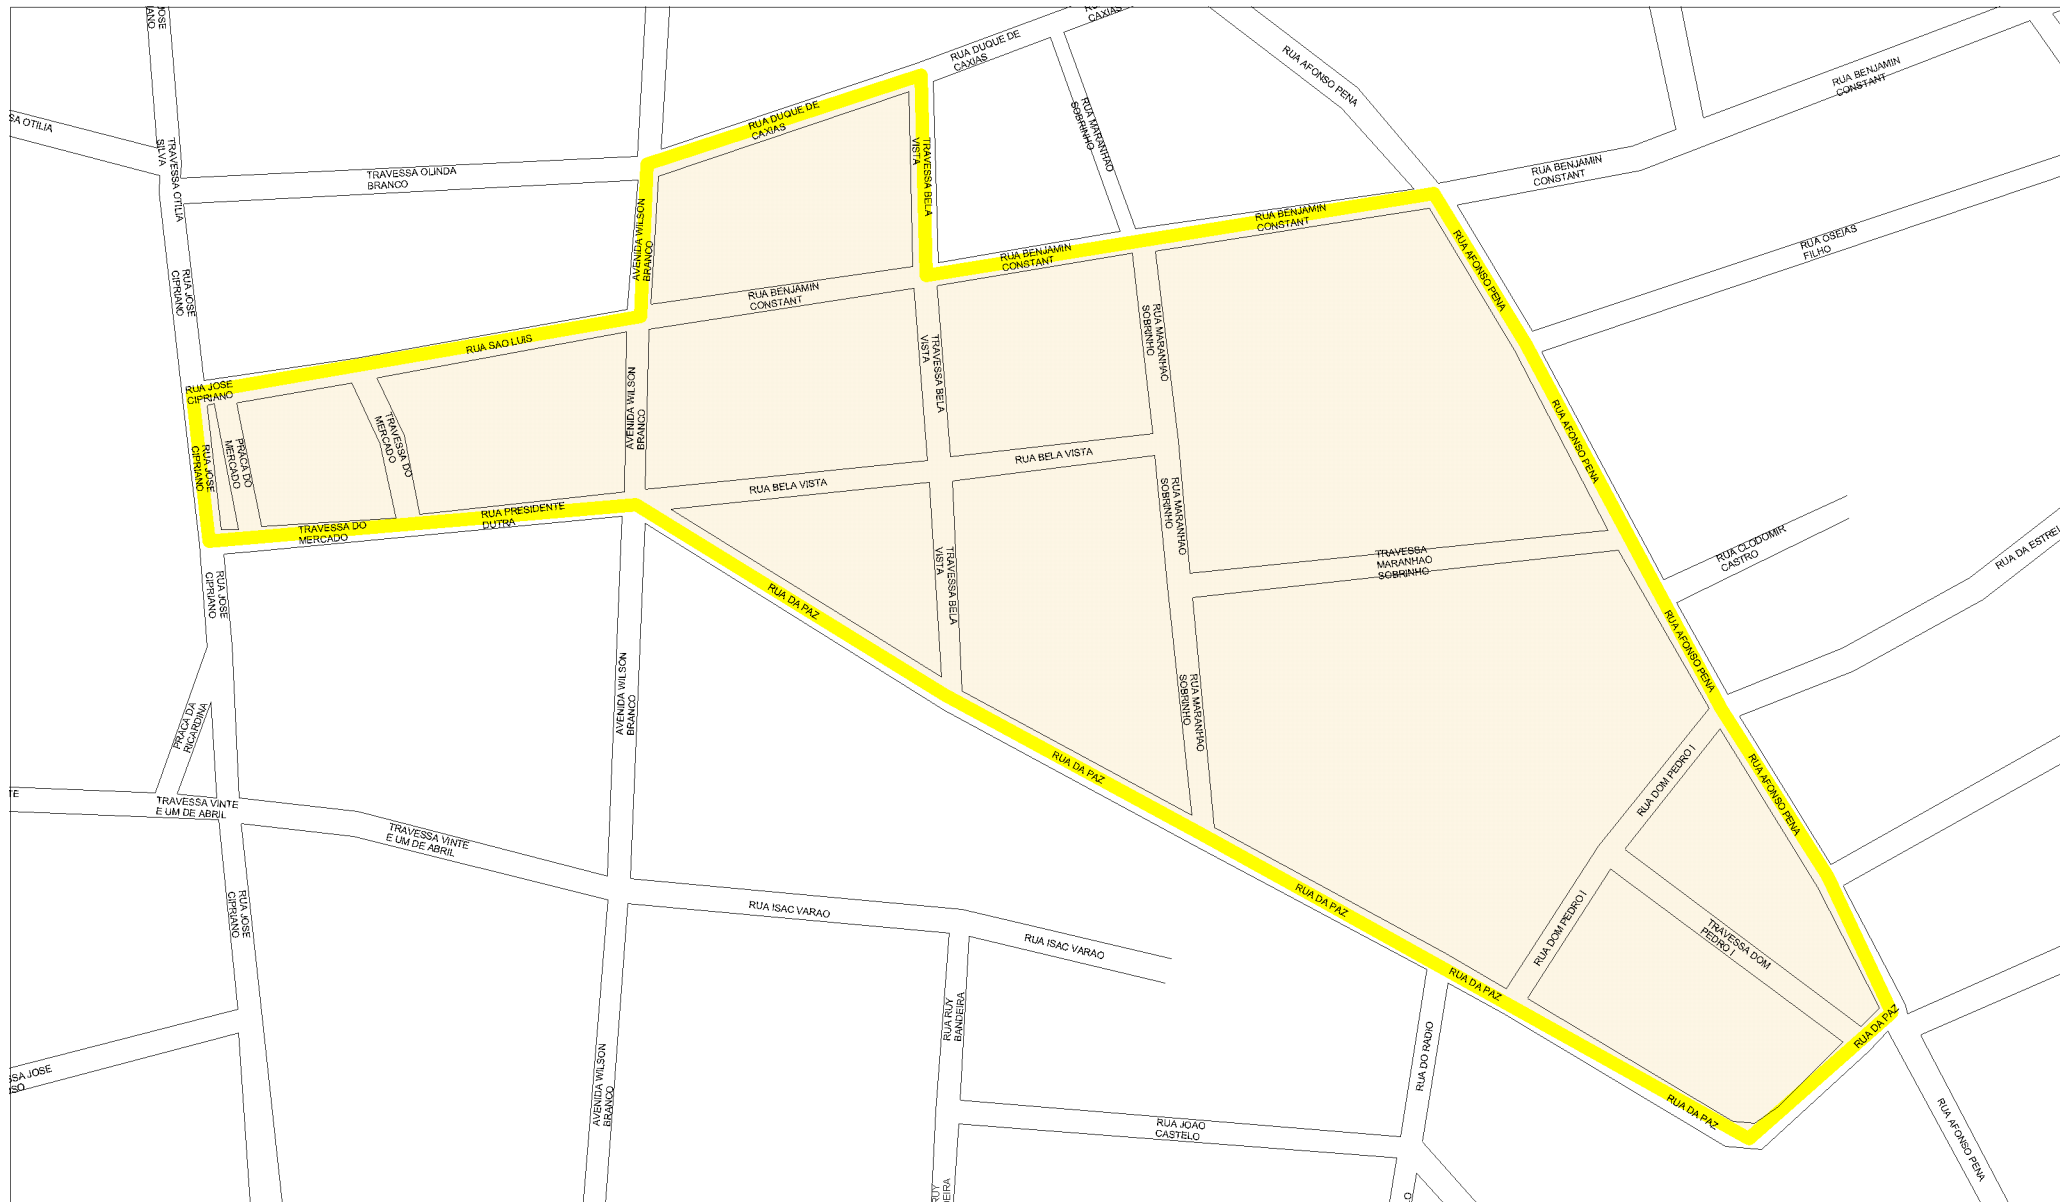 JOSE
IANO
RUA DUQUE DE
CAXIAS
CAXIAS
RUA AFONSO PENA
RUA BENJAMIN
CONSTANT
SA OTILIA
TRAVESSA OTILIA
SILVA
RUA DUQUE DE
CAXIAS
RUA MARANHAO
SOBRINHO
TRAVESSA OLINDA
BRANCO
TRAVESSA BELA
VISTA
RUA BENJAMIN
CONSTANT
AVENIDA WILSON
BRANCO
RUA BENJAMIN
CONSTANT
RUA BENJAMIN
CONSTANT
RUA AFONSO PENA
RUA OSEIAS
FILHO
RUA JOSE
CIPRIANO
RUA BENJAMIN
CONSTANT
RUA SAO LUIS
RUA MARANHAO
SOBRINHO
TRAVESSA BELA
VISTA
RUA JOSE
CIPRIANO
AVENIDA WILSON
BRANCO
TRAVESSA DO
MERCADO
RUA AFONSO PENA
RUA JOSE
CIPRIANO
PRACA DO
MERCADO
RUA BELA VISTA
RUA BELA VISTA
RUA MARANHAO
SOBRINHO
TRAVESSA DO
MERCADO
RUA PRESIDENTE
DUTRA
TRAVESSA
MARANHAO
SOBRINHO
RUA CLODOMIR
CASTRO
RUA DA ESTRE
RUA JOSE
CIPRIANO
RUA DA PAZ
TRAVESSA BELA
VISTA
RUA AFONSO PENA
AVENIDA WILSON
BRANCO
RUA MARANHAO
SOBRINHO
PRACA DA
RICARDINA
RUA DA PAZ
RUA DOM PEDRO I
RUA AFONSO PENA
TE
TRAVESSA VINTE
E UM DE ABRIL
TRAVESSA VINTE
E UM DE ABRIL
RUA JOSE
CIPRIANO
RUA ISAC VARAO
RUA ISAC VARAO
RUA DA PAZ
RUA DOM PEDRO I
TRAVESSA DOM
PEDRO I
RUA DA PAZ
RUA RUY
BANDEIRA
RUA DA PAZ
RUA DO RADIO
SSA JOSE
SO
AVENIDA WILSON
BRANCO
RUA JOAO
CASTELO
RUA DA PAZ
RUA AFONSO PENA
RUY
EIRA
O